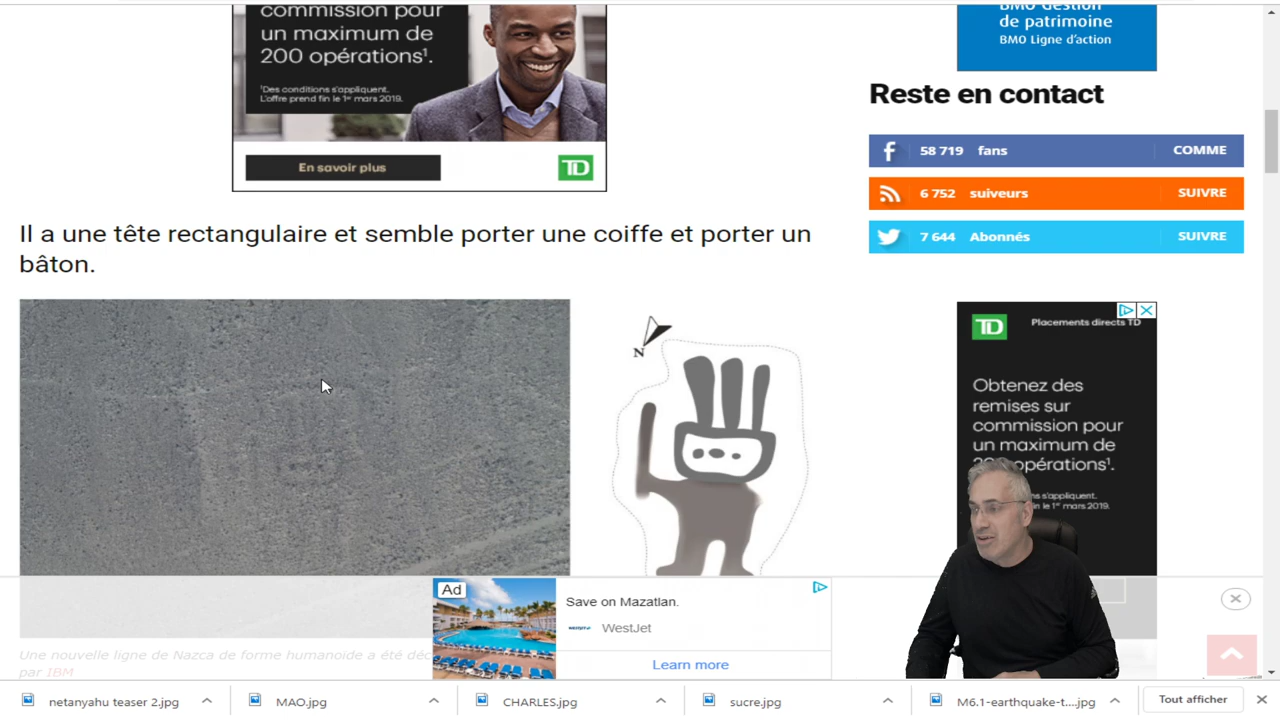 commission pour
un maximum de
200 opérations¹.
¹Des conditions s'appliquent.
L'offre prend fin le 1ᵉʳ mars 2019.
En savoir plus
TD
BMO Gestion
de patrimoine
BMO Ligne d'action
Reste en contact
58 719 fans COMME
6 752 suiveurs SUIVRE
7 644 Abonnés SUIVRE
Il a une tête rectangulaire et semble porter une coiffe et porter un
bâton.
N
TD Placements directs TD
Obtenez des
remises sur
commission pour
un maximum de
opérations¹.
s'appliquent.
fin le 1ᵉʳ mars 2019.
Ad
Save on Mazatlan.
WestJet
Learn more
Une nouvelle ligne de Nazca de forme humanoïde a été
par IBM
netanyahu teaser 2.jpg
MAO.jpg
CHARLES.jpg
sucre.jpg
M6.1-earthquake-t....jpg
Tout afficher